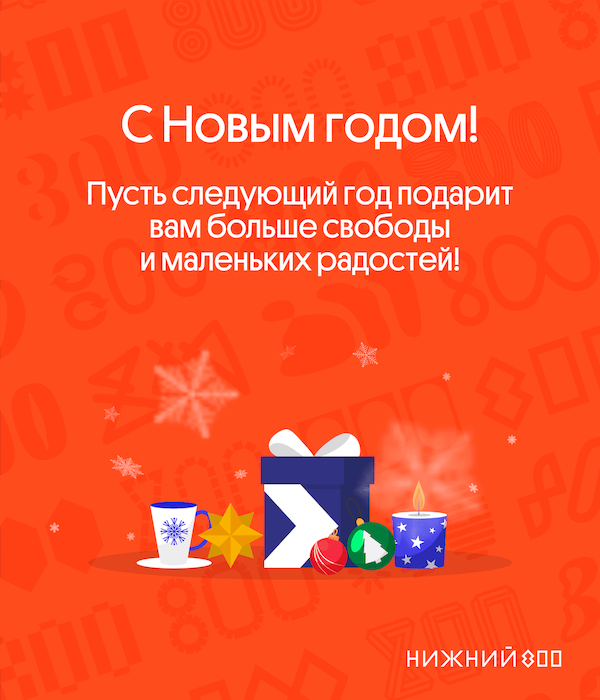 С Новым годом!
Пусть следующий год подарит
вам больше свободы
и маленьких радостей!
НИЖНИЙ 800